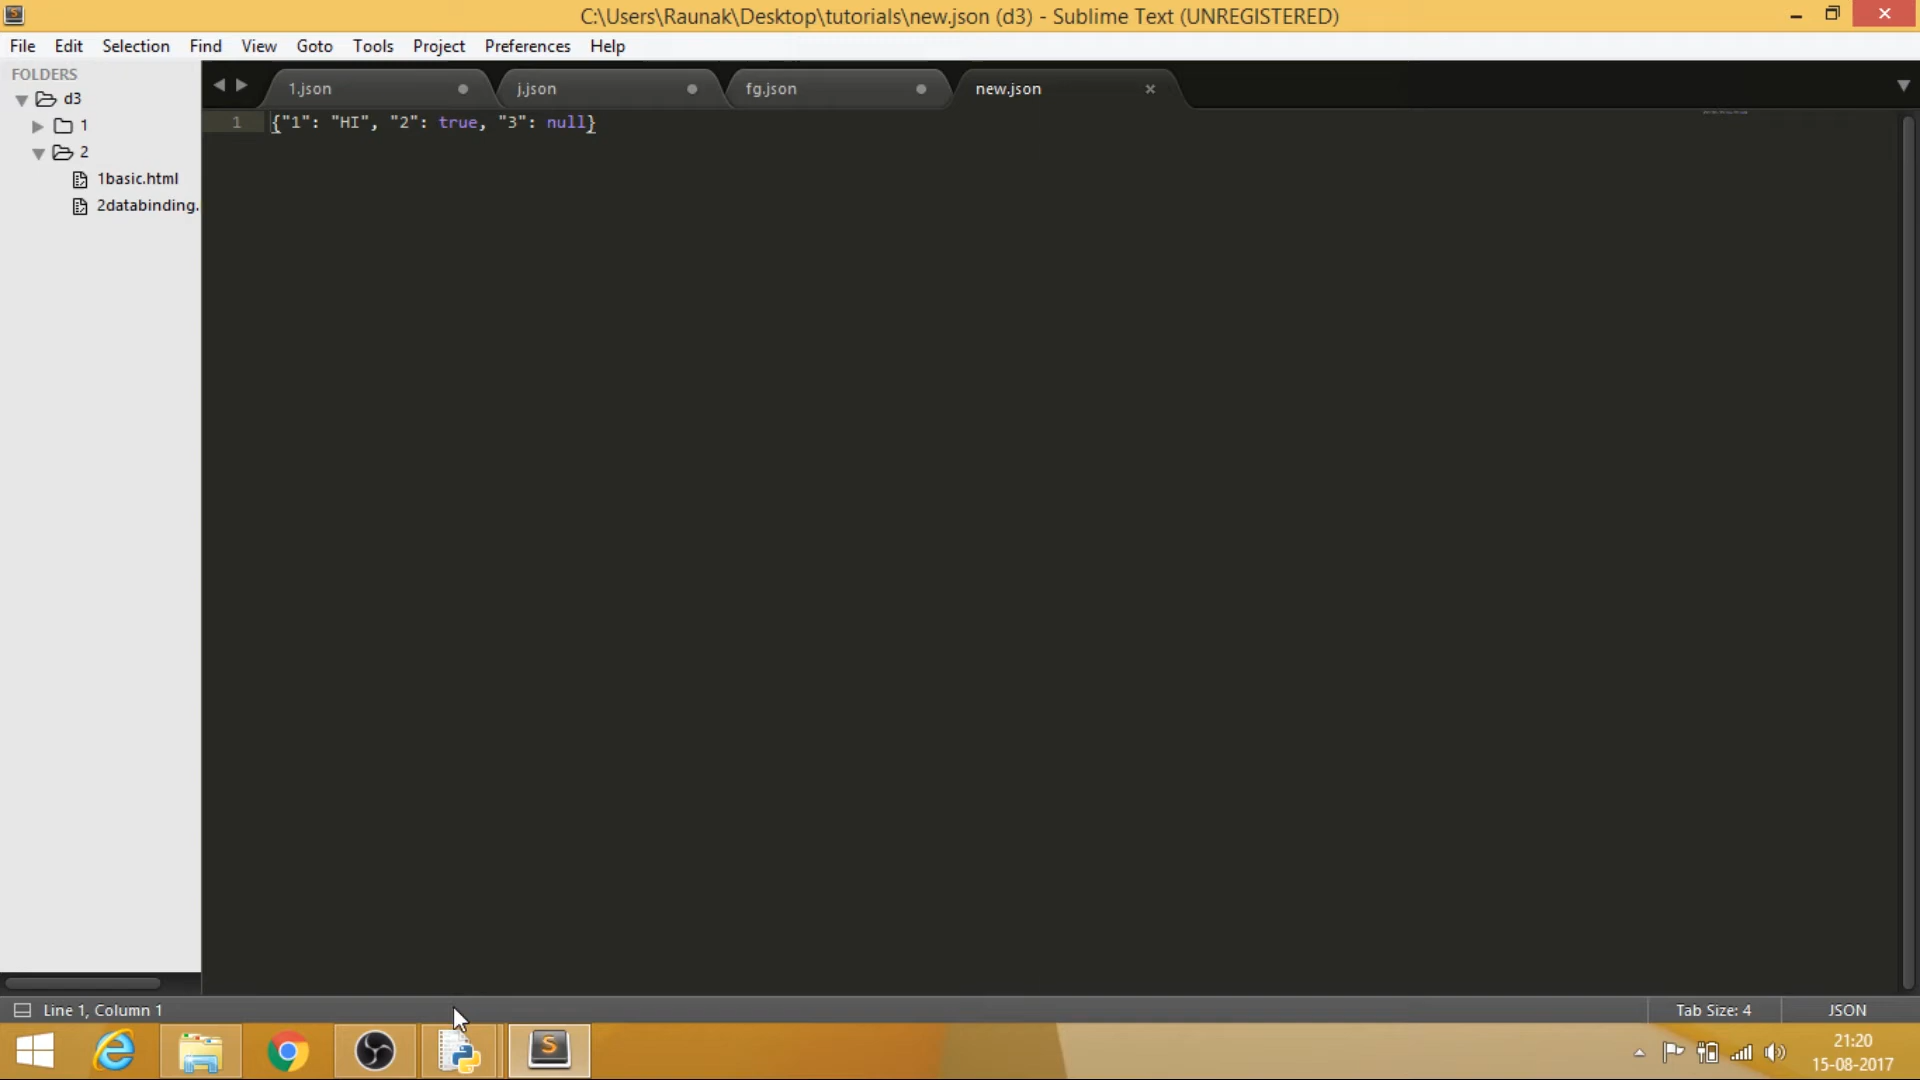 C:\Users\Raunak\Desktop\tutorials\new.json (d3) - Sublime Text (UNREGISTERED)
File Edit Selection Find View Goto Tools Project Preferences Help
FOLDERS
d3
1
2
1basic.html
2databinding.
1.json j.json fg.json new.json
1 {"1": "HI", "2": true, "3": null}
Line 1, Column 1 Tab Size: 4 JSON
21:20
15-08-2017